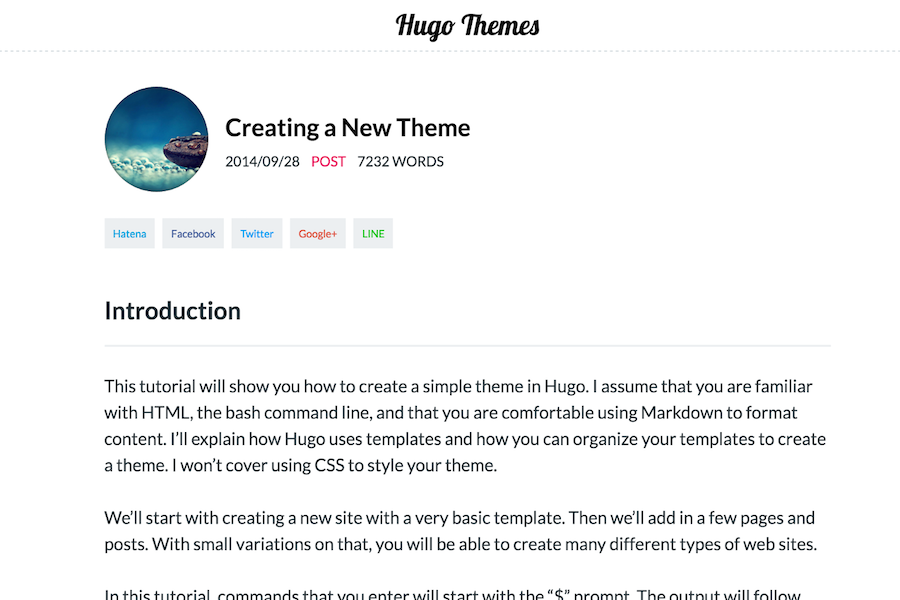 Hugo Themes
Creating a New Theme
2014/09/28 POST 7232 WORDS
Hatena Facebook Twitter Google+ LINE
Introduction
This tutorial will show you how to create a simple theme in Hugo. I assume that you are familiar
with HTML, the bash command line, and that you are comfortable using Markdown to format
content. I’ll explain how Hugo uses templates and how you can organize your templates to create
a theme. I won’t cover using CSS to style your theme.
We’ll start with creating a new site with a very basic template. Then we’ll add in a few pages and
posts. With small variations on that, you will be able to create many different types of web sites.
In this tutorial, commands that you enter will start with the “$” prompt. The output will follow